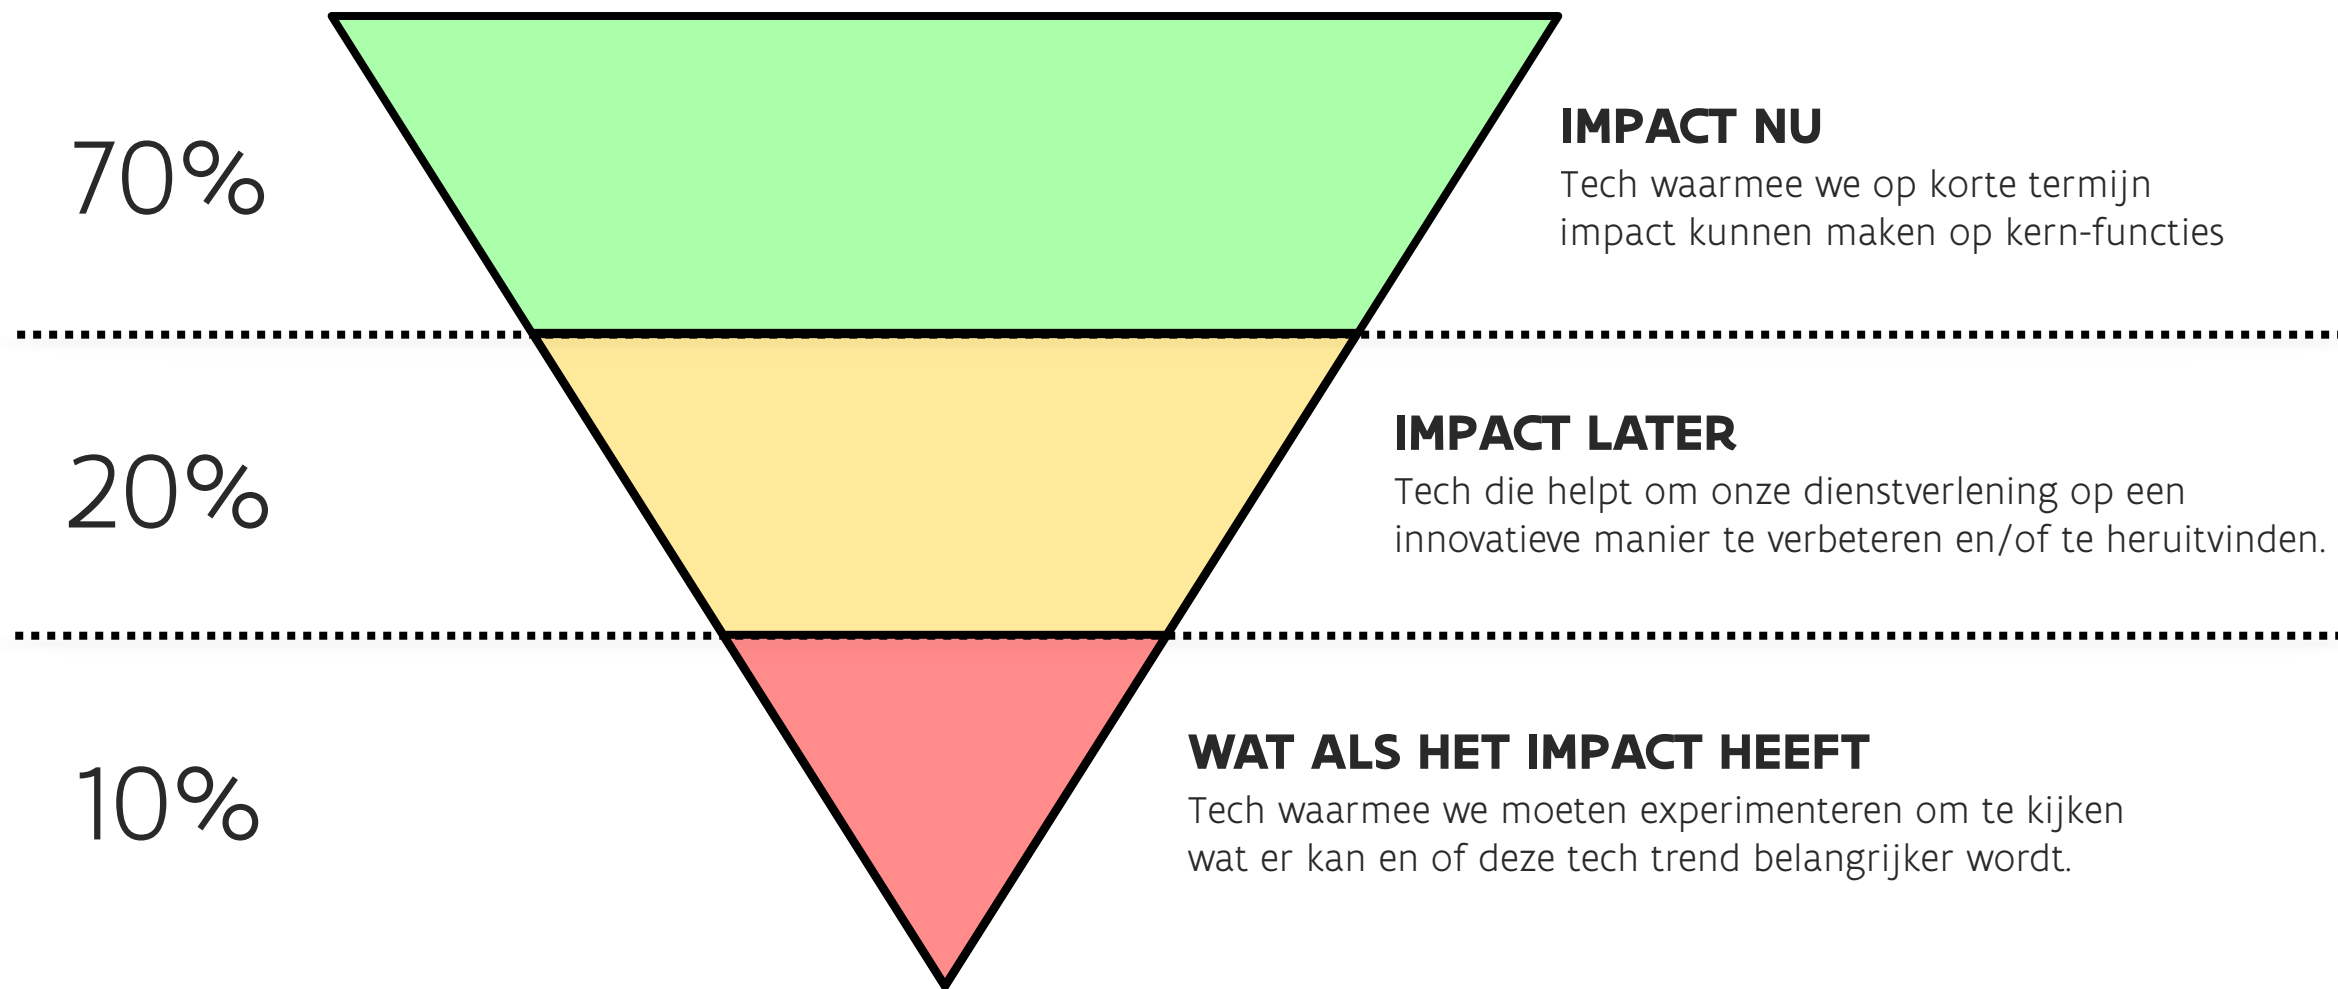 70%
IMPACT NU
Tech waarmee we op korte termijn
impact kunnen maken op kern-functies
20%
IMPACT LATER
Tech die helpt om onze dienstverlening op een
innovatieve manier te verbeteren en/of te heruitvinden.
10%
WAT ALS HET IMPACT HEEFT
Tech waarmee we moeten experimenteren om te kijken
wat er kan en of deze tech trend belangrijker wordt.